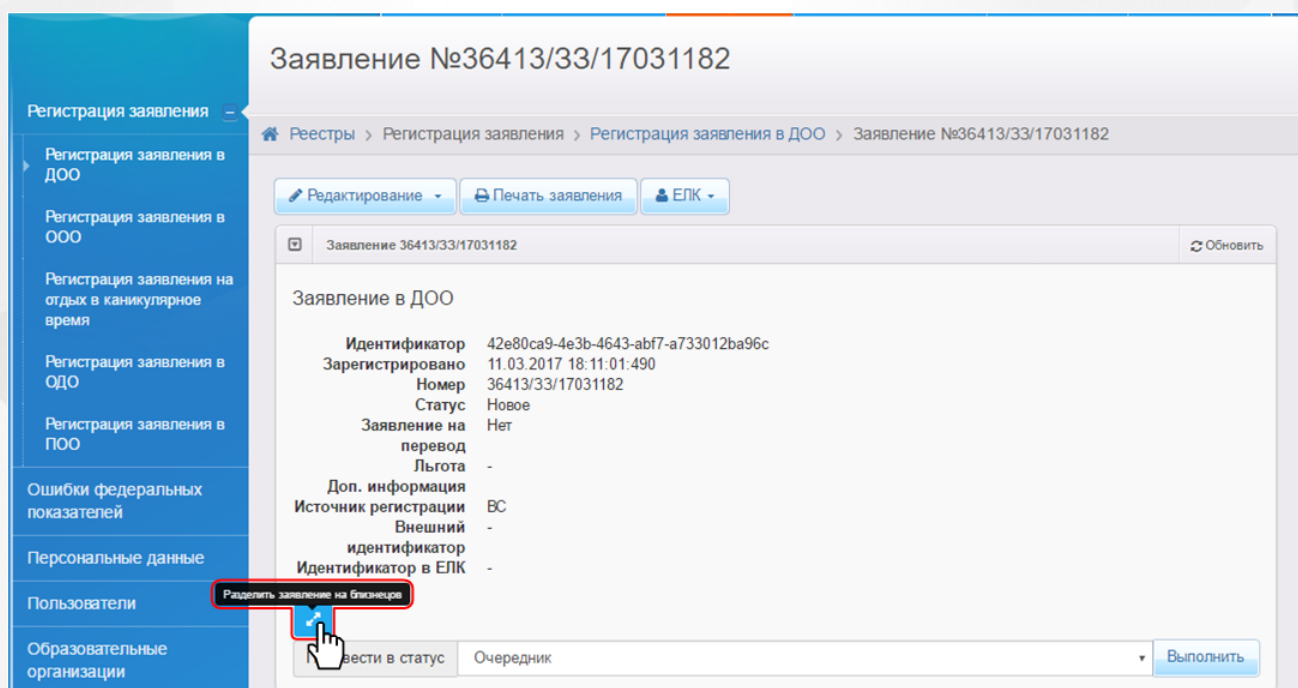 Заявление №36413/ЗЗ/17031182
Регистрация заявления
Реестры > Регистрация заявления > Регистрация заявления в ДОО > Заявление №36413/ЗЗ/17031182
Регистрация заявления в
ДОО
Регистрация заявления в
ООО
Регистрация заявления на
отдых в каникулярное
время
Регистрация заявления в
ОДО
Регистрация заявления в
ПОО
Ошибки федеральных
показателей
Персональные данные
Пользователи
Образовательные
организации
Редактирование
Печать заявления
ЕЛК
Заявление 36413/ЗЗ/17031182
Обновить
Заявление в ДОО
Идентификатор 42e80ca9-4e3b-4643-abf7-a733012ba96c
Зарегистрировано 11.03.2017 18:11:01:490
Номер 36413/ЗЗ/17031182
Статус Новое
Заявление на Нет
перевод
Льгота -
Доп. информация
Источник регистрации ВС
Внешний -
идентификатор
Идентификатор в ЕЛК -
Разделить заявление на близнецов
вести в статус Очередник Выполнить